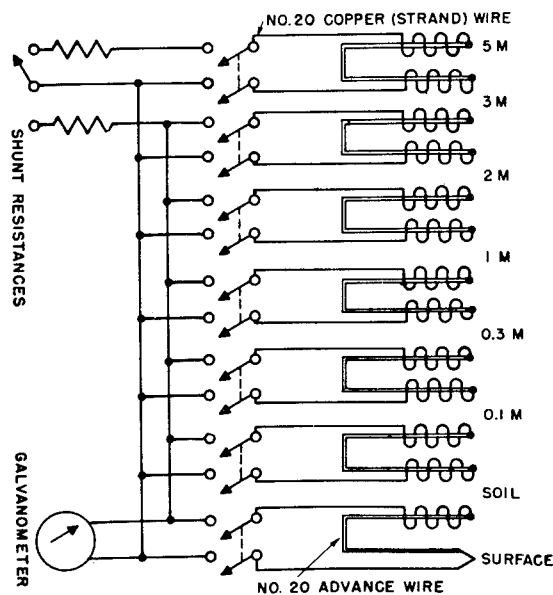 NO. 20 COPPER (STRAND) WIRE
5 M
3 M
2 M
1 M
0.3 M
0.1 M
SOIL
SURFACE
NO. 20 ADVANCE WIRE
SHUNT RESISTANCES
GALVANOMETER